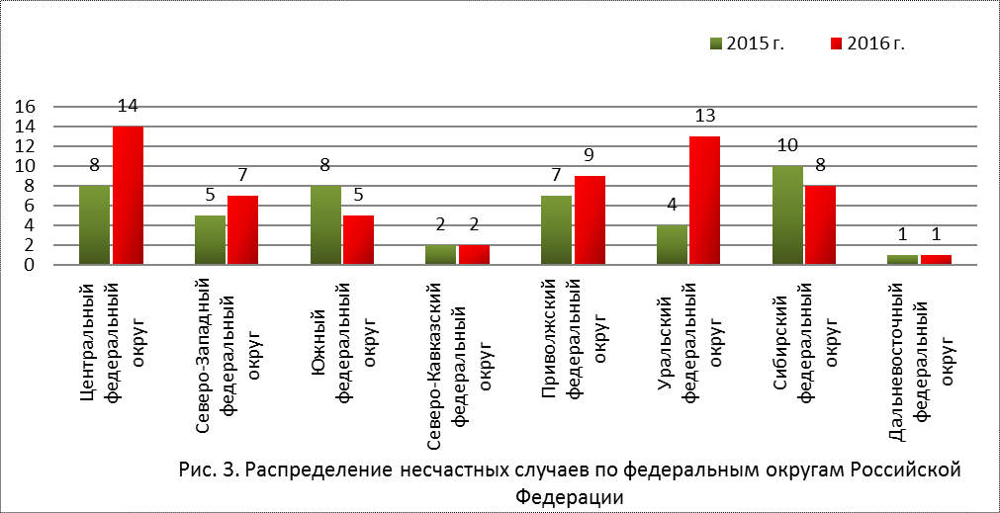 2015 г. 2016 г.
16
14
12
10
8
6
4
2
0
8 14
5 7
8 5
2 2
7 9
4 13
10 8
1 1
Центральный
федеральный
округ
Северо-Западный
федеральный
округ
Южный
федеральный
округ
Северо-Кавказский
федеральный
округ
Приволжский
федеральный
округ
Уральский
федеральный
округ
Сибирский
федеральный
округ
Дальневосточный
федеральный
округ
Рис. 3. Распределение несчастных случаев по федеральным округам Российской
Федерации